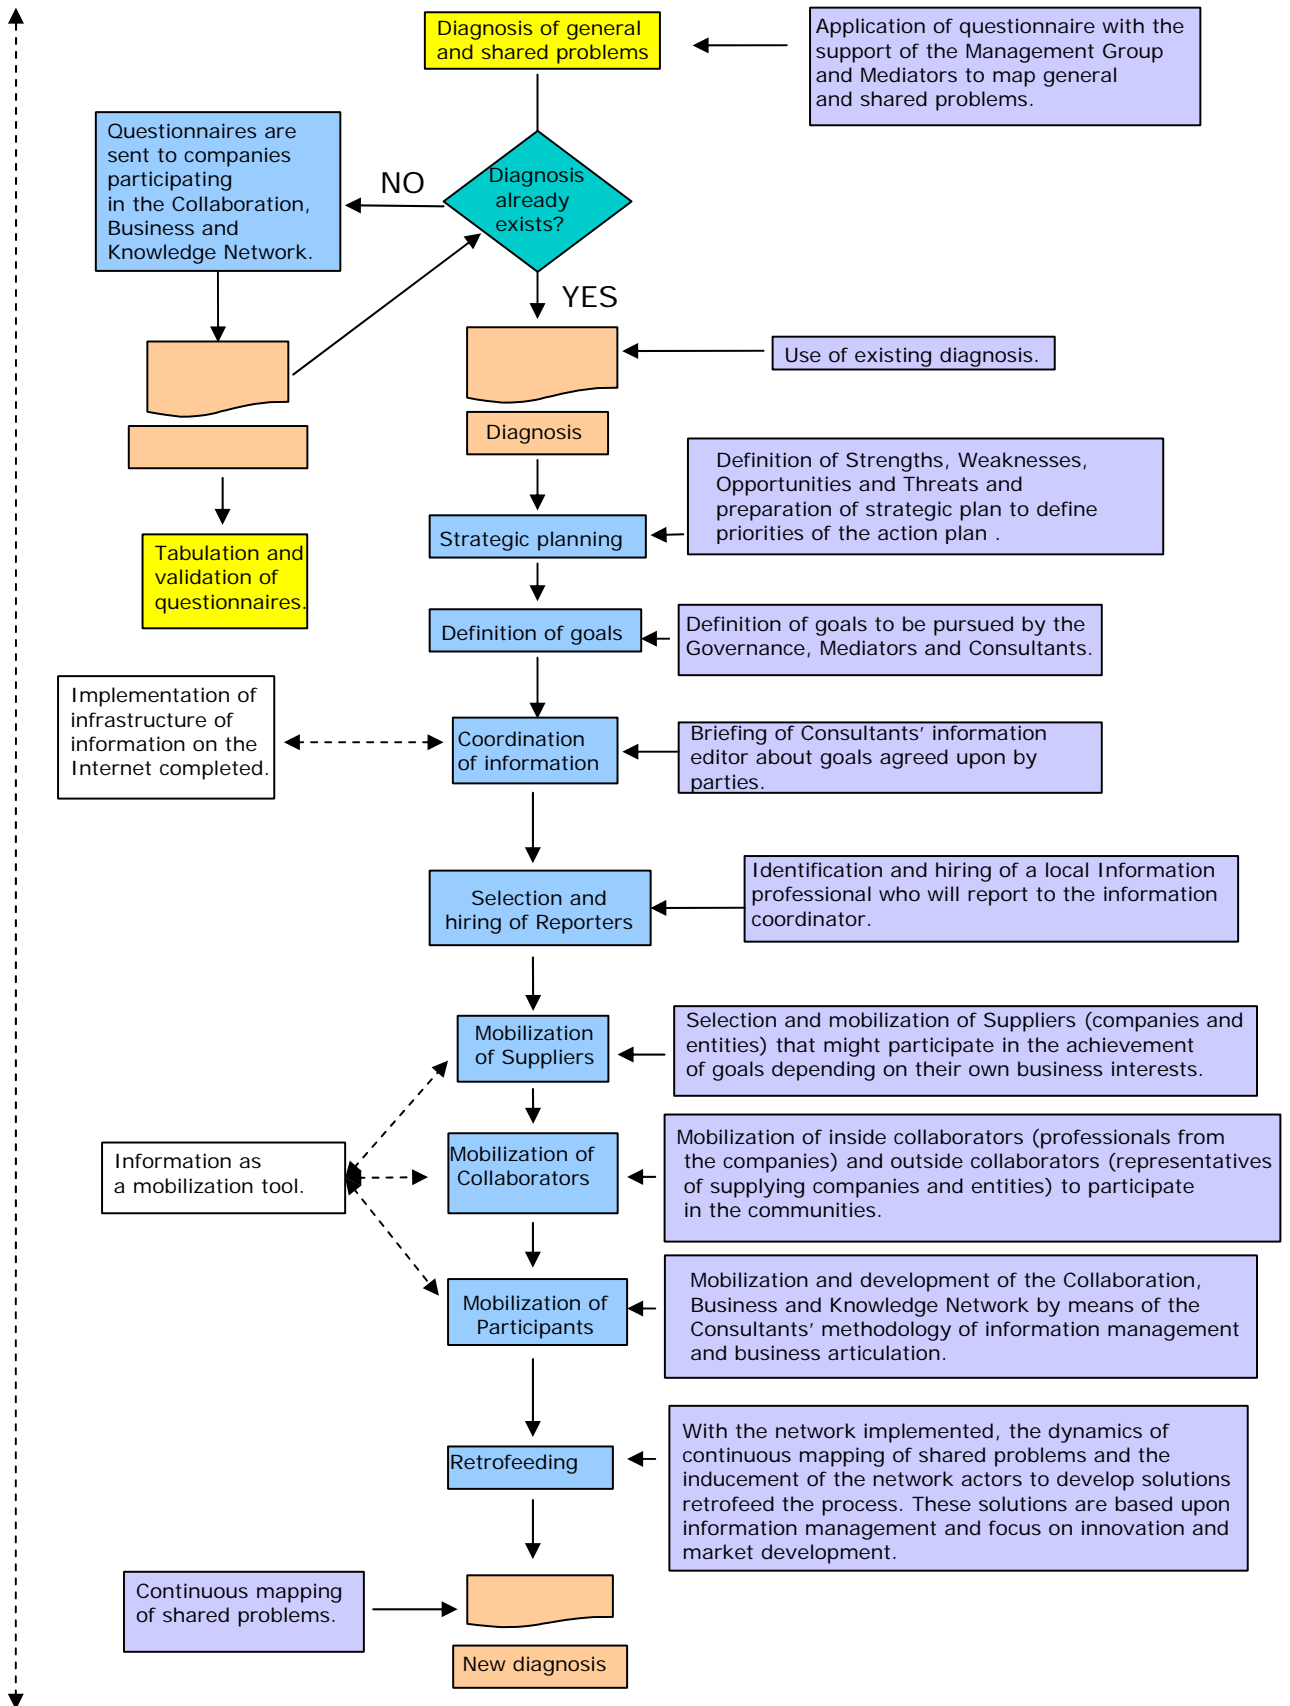 Diagnosis of general
and shared problems
Application of questionnaire with the
support of the Management Group
and Mediators to map general
and shared problems.
Questionnaires are
sent to companies
participating
in the Collaboration,
Business and
Knowledge Network.
NO
Diagnosis
already
exists?
YES
Use of existing diagnosis.
Diagnosis
Definition of Strengths, Weaknesses,
Opportunities and Threats and
preparation of strategic plan to define
priorities of the action plan .
Strategic planning
Tabulation and
validation of
questionnaires.
Definition of goals
Definition of goals to be pursued by the
Governance, Mediators and Consultants.
Implementation of
infrastructure of
information on the
Internet completed.
Coordination
of information
Briefing of Consultants’ information
editor about goals agreed upon by
parties.
Selection and
hiring of Reporters
Identification and hiring of a local Information
professional who will report to the information
coordinator.
Mobilization
of Suppliers
Selection and mobilization of Suppliers (companies and
entities) that might participate in the achievement
of goals depending on their own business interests.
Information as
a mobilization tool.
Mobilization of
Collaborators
Mobilization of inside collaborators (professionals from
the companies) and outside collaborators (representatives
of supplying companies and entities) to participate
in the communities.
Mobilization of
Participants
Mobilization and development of the Collaboration,
Business and Knowledge Network by means of the
Consultants’ methodology of information management
and business articulation.
Retrofeeding
With the network implemented, the dynamics of
continuous mapping of shared problems and the
inducement of the network actors to develop solutions
retrofeed the process. These solutions are based upon
information management and focus on innovation and
market development.
Continuous mapping
of shared problems.
New diagnosis